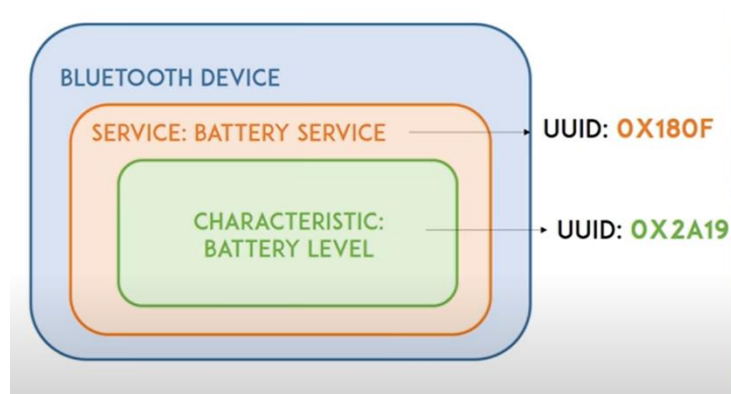 BLUETOOTH DEVICE
SERVICE: BATTERY SERVICE
UUID: 0X180F
CHARACTERISTIC:
BATTERY LEVEL
UUID: 0X2A19